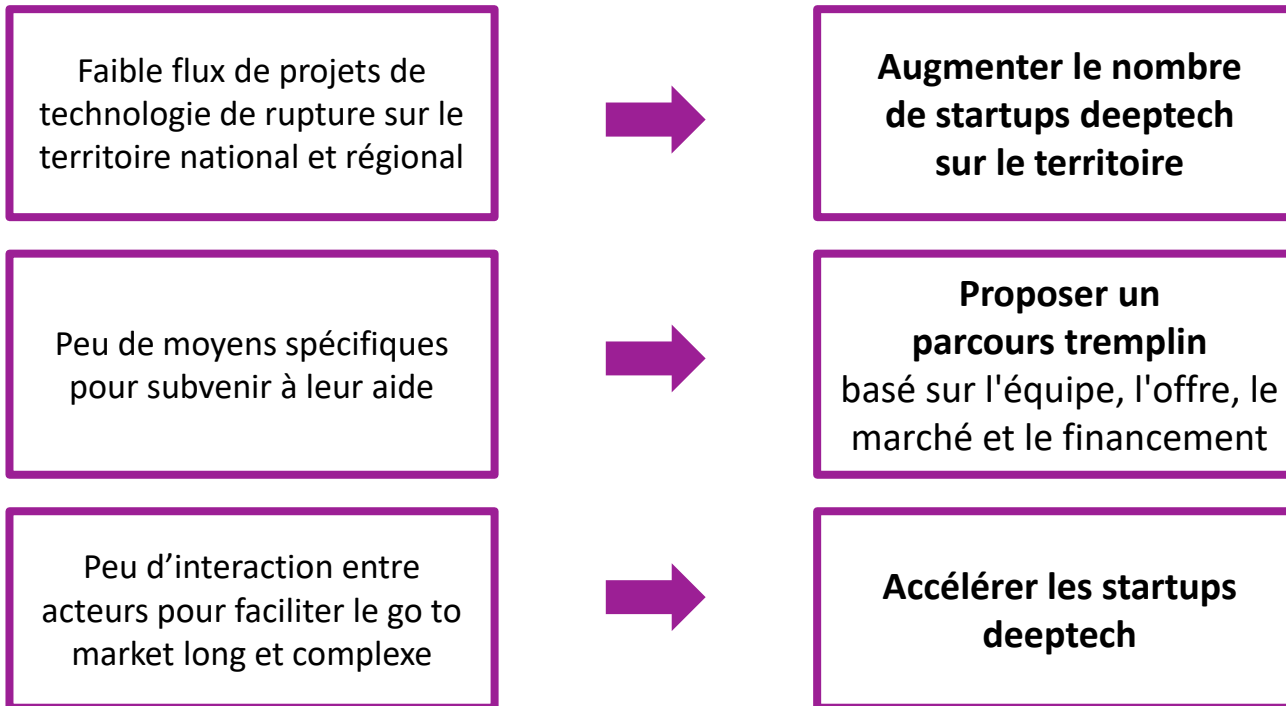 Faible flux de projets de
technologie de rupture sur le
territoire national et régional
Augmenter le nombre
de startups deeptech
sur le territoire
Peu de moyens spécifiques
pour subvenir à leur aide
Proposer un
parcours tremplin
basé sur l'équipe, l'offre, le
marché et le financement
Peu d’interaction entre
acteurs pour faciliter le go to
market long et complexe
Accélérer les startups
deeptech